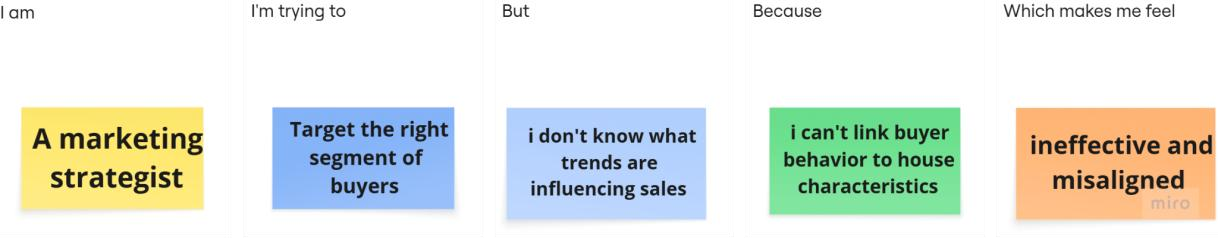 I am
I'm trying to
But
Because
Which makes me feel
A marketing
strategist
Target the right
segment of
buyers
i don't know what
trends are
influencing sales
i can't link buyer
behavior to house
characteristics
ineffective and
misaligned
miro